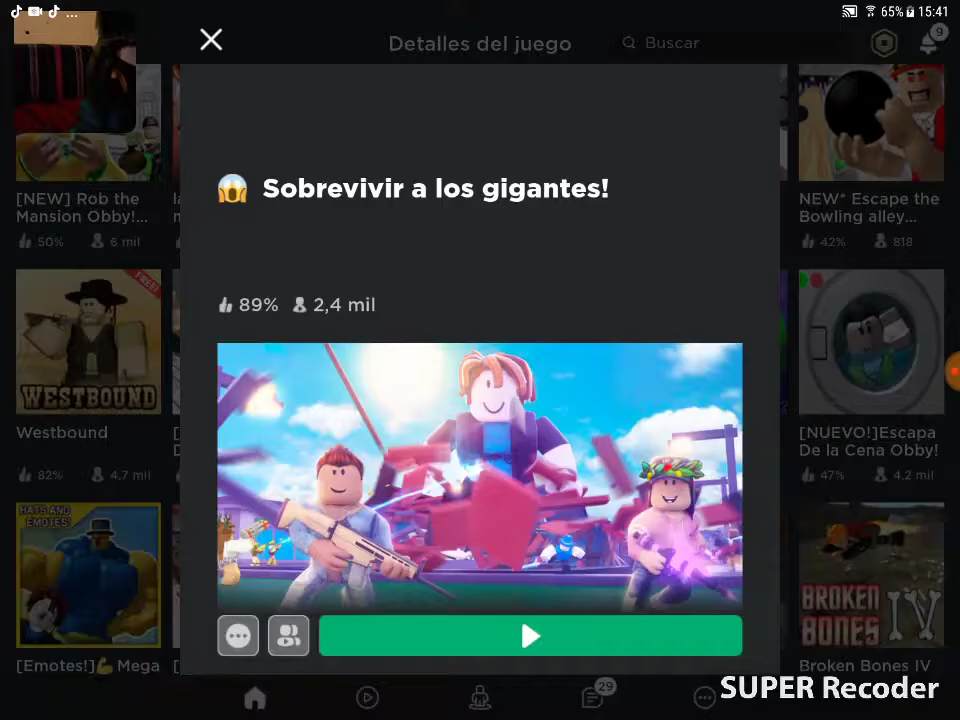 ... 65% 15:41
Detalles del juego
Buscar
9
[NEW] Rob the
Mansion Obby!...
50% 6 mil
😱 Sobrevivir a los gigantes!
89% 2,4 mil
NEW* Escape the
Bowling alley...
42% 818
FREE!
WESTBOUND
Westbound
82% 4,7 mil
[NUEVO!]Escapa
De la Cena Obby!
47% 4,2 mil
HATS AND
EMOTES!
[Emotes!]💪 Mega
BROKEN
BONES IV
Broken Bones IV
29
SUPER Recoder